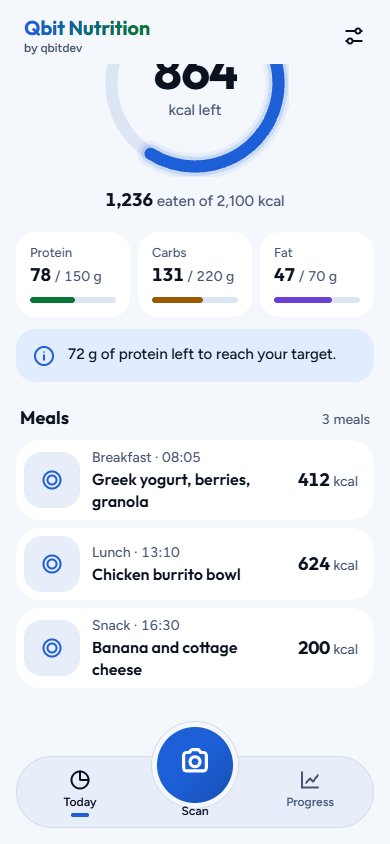 Qbit Nutrition
by qbitdev
864
kcal left
1,236 eaten of 2,100 kcal
Protein
78 / 150 g
Carbs
131 / 220 g
Fat
47 / 70 g
72 g of protein left to reach your target.
Meals
3 meals
Breakfast · 08:05
Greek yogurt, berries,
granola
412 kcal
Lunch · 13:10
Chicken burrito bowl
624 kcal
Snack · 16:30
Banana and cottage
cheese
200 kcal
Today
Scan
Progress